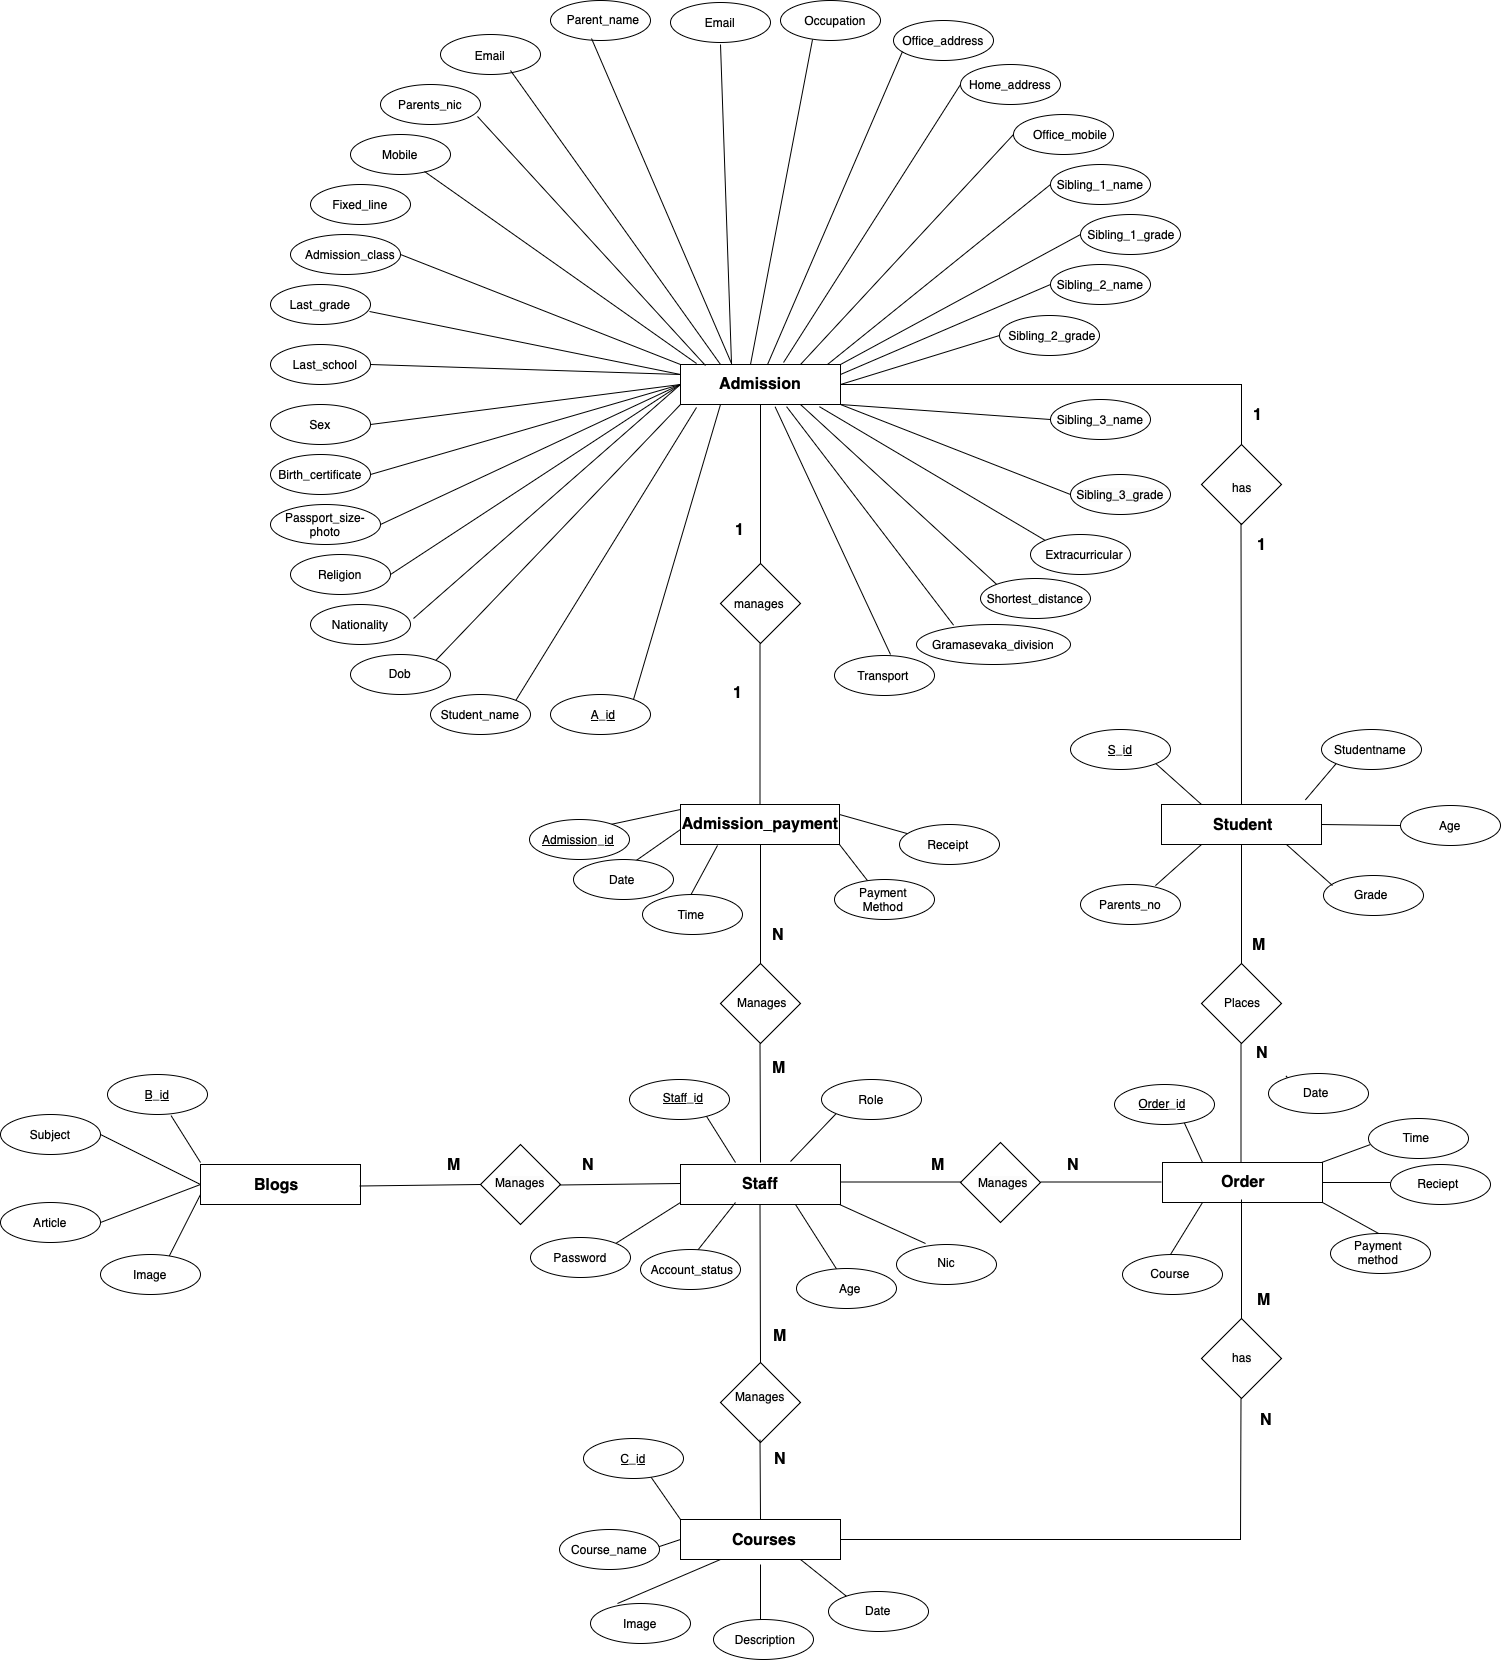 Parent_name
Email
Occupation
Office_address
Email
Home_address
Parents_nic
Office_mobile
Mobile
Sibling_1_name
Fixed_line
Sibling_1_grade
Admission_class
Sibling_2_name
Last_grade
Sibling_2_grade
Last_school
Admission
1
Sibling_3_name
Sex
Birth_certificate
has
Sibling_3_grade
Passport_size-
photo
1
1
Extracurricular
Religion
manages
Shortest_distance
Nationality
Gramasevaka_division
Dob
Transport
1
Student_name
A_id
S_id
Studentname
Admission_id
Admission_payment
Receipt
Student
Age
Date
Payment
Method
Time
Parents_no
Grade
N
M
Manages
Places
M
N
B_id
Staff_id
Role
Order_id
Date
Subject
Time
M
N
M
N
Blogs
Manages
Staff
Manages
Order
Reciept
Article
Password
Account_status
Nic
Payment
method
Image
Age
Course
M
M
has
Manages
N
N
C_id
Course_name
Courses
Image
Description
Date